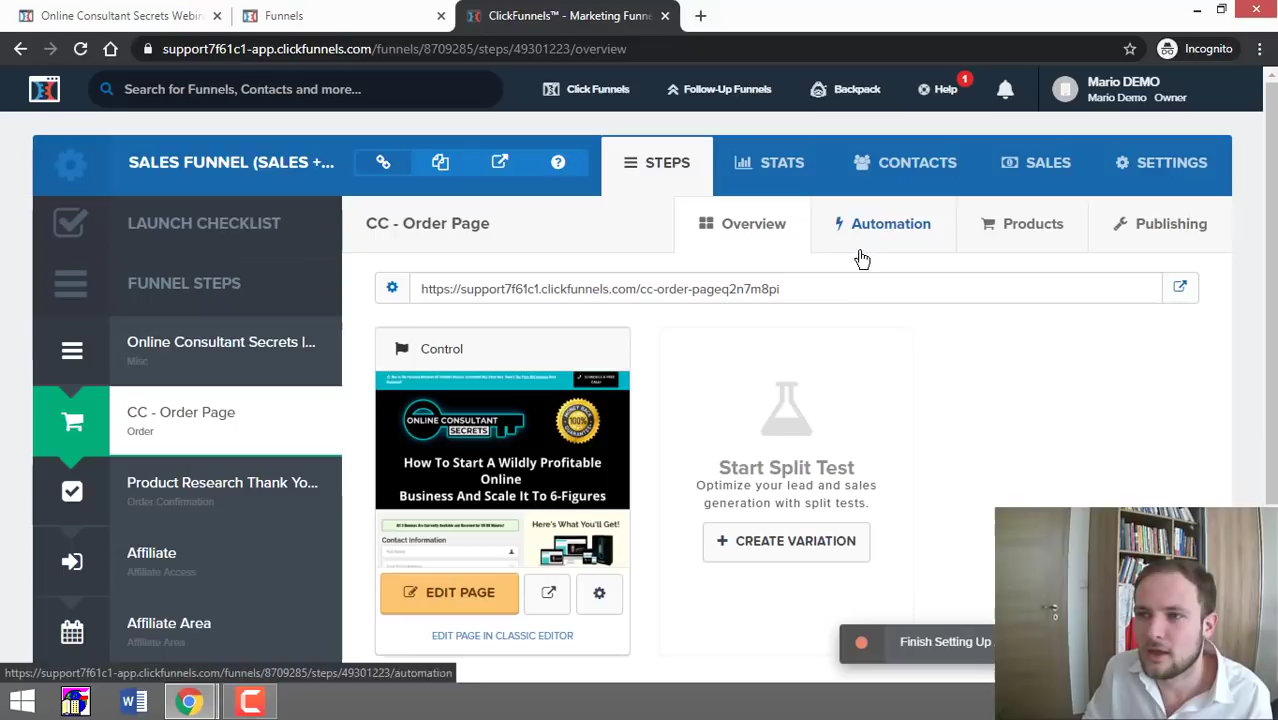 Online Consultant Secrets Webin
Funnels
ClickFunnels™ - Marketing Funne
support7f61c1-app.clickfunnels.com/funnels/8709285/steps/49301223/overview
Incognito
Search for Funnels, Contacts and more...
Click Funnels
Follow-Up Funnels
Backpack
Help
1
Mario DEMO
Mario Demo Owner
SALES FUNNEL (SALES +...
STEPS
STATS
CONTACTS
SALES
SETTINGS
LAUNCH CHECKLIST
CC - Order Page
Overview
Automation
Products
Publishing
FUNNEL STEPS
https://support7f61c1.clickfunnels.com/cc-order-pageq2n7m8pi
Online Consultant Secrets |...
Misc
CC - Order Page
Order
Product Research Thank Yo...
Order Confirmation
Affiliate
Affiliate Access
Affiliate Area
Affiliate Area
Control
ONLINE CONSULTANT
SECRETS
100%
How To Start A Wildly Profitable
Online
Business And Scale It To 6-Figures
Contact Information
Here's What You'll Get!
EDIT PAGE
EDIT PAGE IN CLASSIC EDITOR
Start Split Test
Optimize your lead and sales
generation with split tests.
+ CREATE VARIATION
Finish Setting Up
https://support7f61c1-app.clickfunnels.com/funnels/8709285/steps/49301223/automation